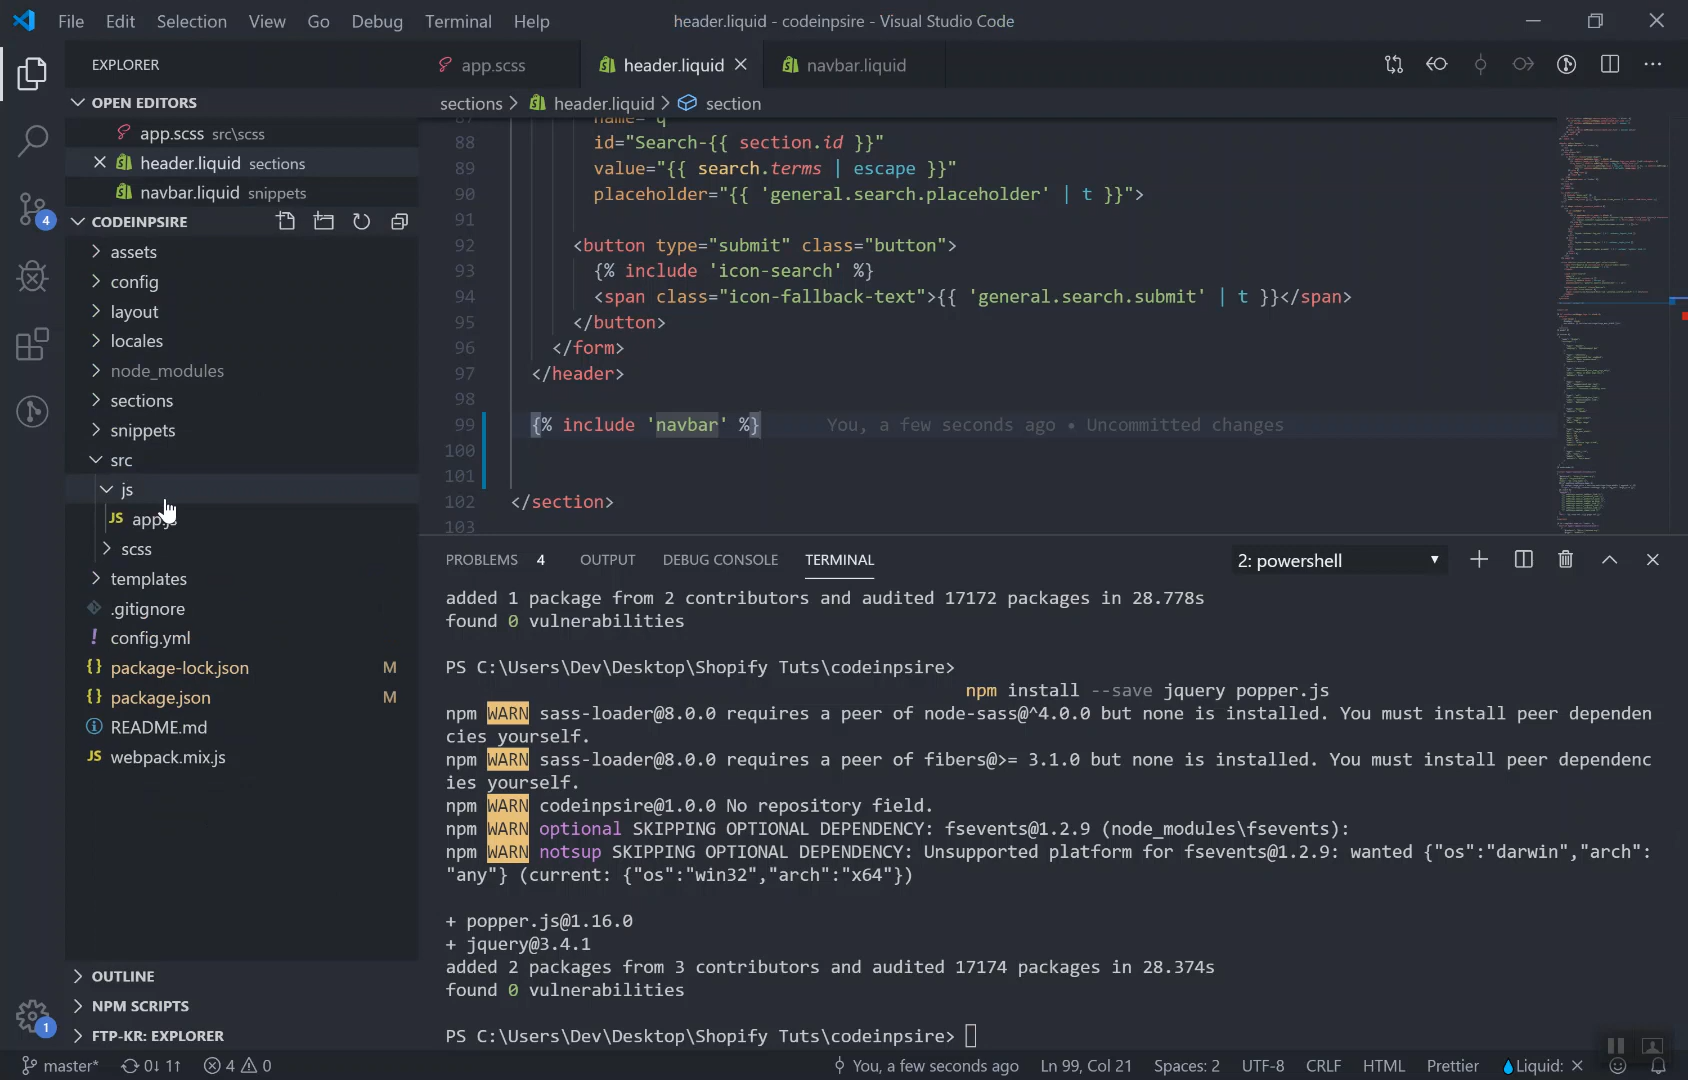 File Edit Selection View Go Debug Terminal Help
header.liquid - codeinpsire - Visual Studio Code
EXPLORER
app.scss
header.liquid
navbar.liquid
OPEN EDITORS
app.scss src\scss
header.liquid sections
navbar.liquid snippets
4
CODEINPSIRE
assets
config
layout
locales
node_modules
sections
snippets
src
js
JS
scss
templates
.gitignore
! config.yml
{} package-lock.json M
{} package.json M
README.md
JS webpack.mix.js
OUTLINE
NPM SCRIPTS
1
FTP-KR: EXPLORER
sections > header.liquid > section
88 id="Search-{{ section.id }}"
89 value="{{ search.terms | escape }}"
90 placeholder="{{ 'general.search.placeholder' | t }}">
91
92 <button type="submit" class="button">
93 {% include 'icon-search' %}
94 <span class="icon-fallback-text">{{ 'general.search.submit' | t }}</span>
95 </button>
96 </form>
97 </header>
98
99 {% include 'navbar' %} You, a few seconds ago • Uncommitted changes
100
101
102 </section>
103
PROBLEMS 4 OUTPUT DEBUG CONSOLE TERMINAL
2: powershell
added 1 package from 2 contributors and audited 17172 packages in 28.778s
found 0 vulnerabilities
PS C:\Users\Dev\Desktop\Shopify Tuts\codeinpsire>
npm install --save jquery popper.js
npm WARN sass-loader@8.0.0 requires a peer of node-sass@^4.0.0 but none is installed. You must install peer dependen
cies yourself.
npm WARN sass-loader@8.0.0 requires a peer of fibers@>= 3.1.0 but none is installed. You must install peer dependenc
ies yourself.
npm WARN codeinpsire@1.0.0 No repository field.
npm WARN optional SKIPPING OPTIONAL DEPENDENCY: fsevents@1.2.9 (node_modules\fsevents):
npm WARN notsup SKIPPING OPTIONAL DEPENDENCY: Unsupported platform for fsevents@1.2.9: wanted {"os":"darwin","arch":
"any"} (current: {"os":"win32","arch":"x64"})
+ popper.js@1.16.0
+ jquery@3.4.1
added 2 packages from 3 contributors and audited 17174 packages in 28.374s
found 0 vulnerabilities
PS C:\Users\Dev\Desktop\Shopify Tuts\codeinpsire>
master* 0↓ 1↑ 4 0 You, a few seconds ago Ln 99, Col 21 Spaces: 2 UTF-8 CRLF HTML Prettier Liquid: ×